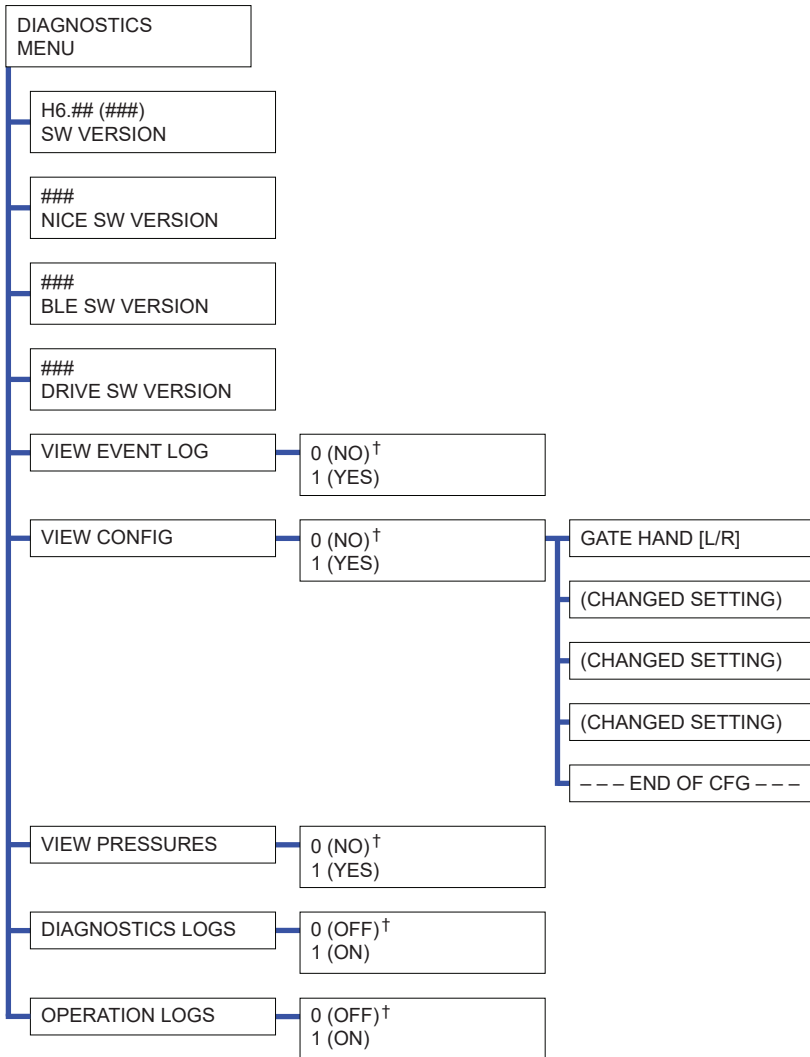 DIAGNOSTICS
MENU
H6.## (###)
SW VERSION
###
NICE SW VERSION
###
BLE SW VERSION
###
DRIVE SW VERSION
VIEW EVENT LOG
0 (NO)†
1 (YES)
VIEW CONFIG
0 (NO)†
1 (YES)
GATE HAND [L/R]
(CHANGED SETTING)
(CHANGED SETTING)
(CHANGED SETTING)
– – – END OF CFG – – –
VIEW PRESSURES
0 (NO)†
1 (YES)
DIAGNOSTICS LOGS
0 (OFF)†
1 (ON)
OPERATION LOGS
0 (OFF)†
1 (ON)